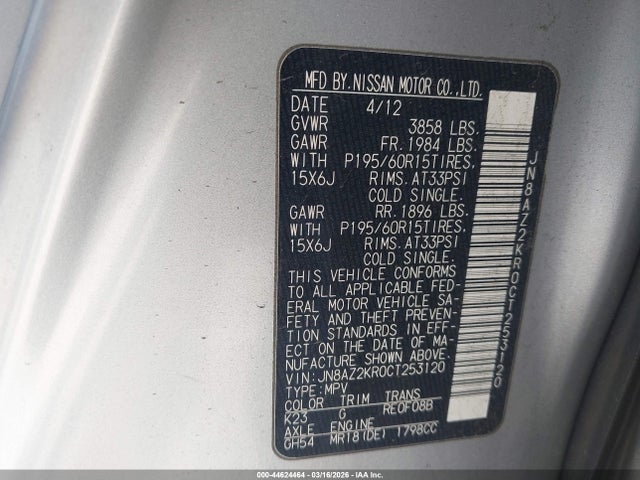 MFD BY.NISSAN MOTOR CO.,LTD.
DATE 4/12
GVWR 3858 LBS.
GAWR FR. 1984 LBS.
WITH P195/60R15TIRES.
15X6J RIMS. AT33PSI
COLD SINGLE.
GAWR RR. 1896 LBS.
WITH P195/60R15TIRES.
15X6J RIMS. AT33PSI
COLD SINGLE.
THIS VEHICLE CONFORMS
TO ALL APPLICABLE FED-
ERAL MOTOR VEHICLE SA-
FETY AND THEFT PREVEN-
TION STANDARDS IN EFF-
ECT ON THE DATE OF MA-
NUFACTURE SHOWN ABOVE.
VIN:JN8AZ2KR0CT253120
TYPE:MPV
COLOR TRIM TRANS
K23 G RE0F08B
AXLE ENGINE
GH54 MR18(DE) 1798CC
JN8AZ2KR0CT253120
000-44624464 | 03/16/2026 | IAAI.COM